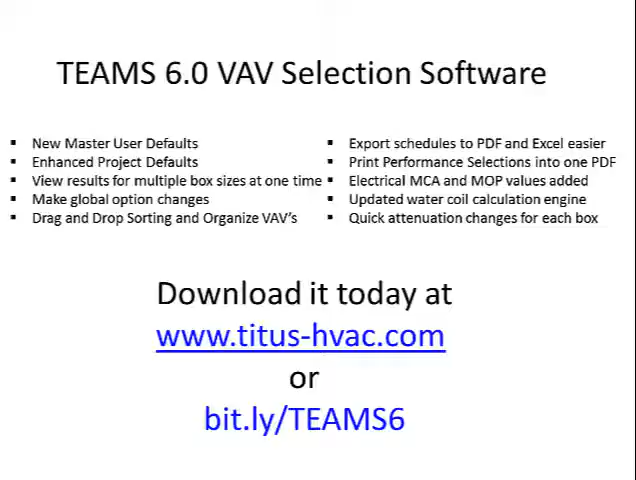 TEAMS 6.0 VAV Selection Software
▪ New Master User Defaults
▪ Enhanced Project Defaults
▪ View results for multiple box sizes at one time
▪ Make global option changes
▪ Drag and Drop Sorting and Organize VAV's
▪ Export schedules to PDF and Excel easier
▪ Print Performance Selections into one PDF
▪ Electrical MCA and MOP values added
▪ Updated water coil calculation engine
▪ Quick attenuation changes for each box
Download it today at
www.titus-hvac.com
or
bit.ly/TEAMS6